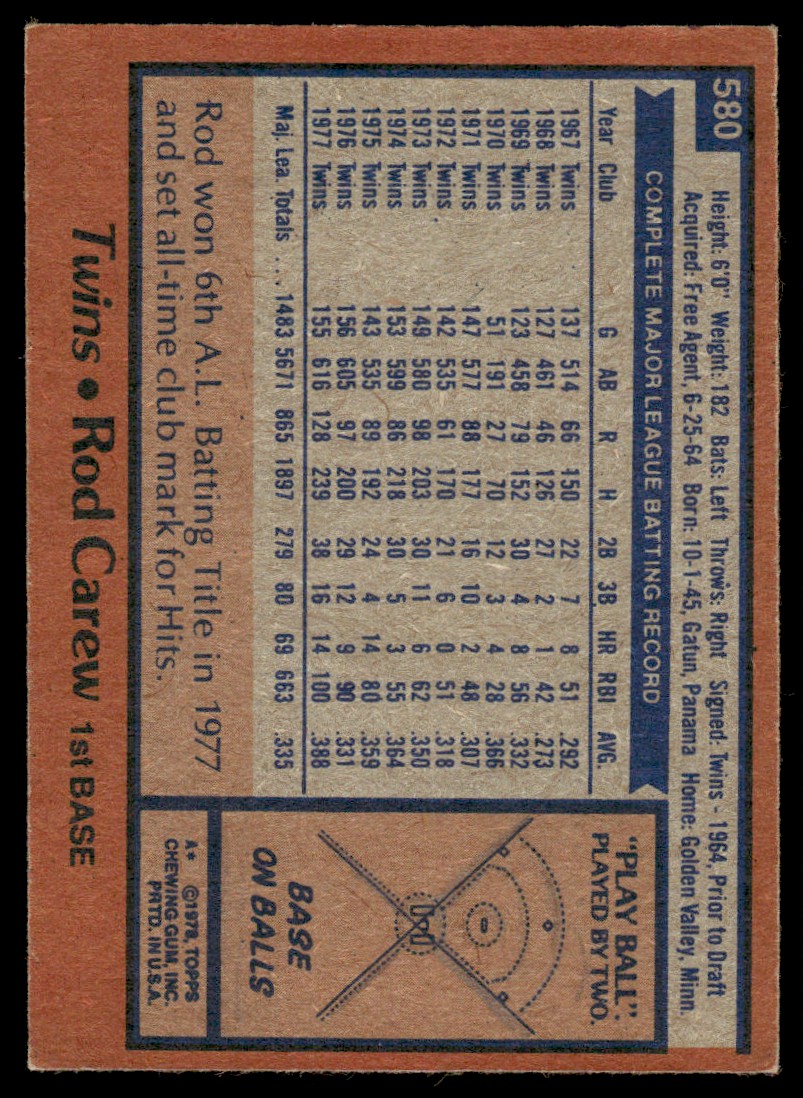 580
Height: 6'0" Weight: 182 Bats: Left Throws: Right Signed: Twins - 1964, Prior to Draft
Acquired: Free Agent, 6-25-64 Born: 10-1-45, Gatun, Panama Home: Golden Valley, Minn.
COMPLETE MAJOR LEAGUE BATTING RECORD
Year Club G AB R H 2B 3B HR RBI AVG.
1967 Twins 137 514 66 150 22 7 8 51 .292
1968 Twins 127 461 46 126 27 2 1 42 .273
1969 Twins 123 458 79 152 30 4 8 56 .332
1970 Twins 51 191 27 70 12 3 4 28 .366
1971 Twins 147 577 88 177 16 10 2 48 .307
1972 Twins 142 535 61 170 21 6 0 51 .318
1973 Twins 149 580 98 203 30 11 6 62 .350
1974 Twins 153 599 86 218 30 5 3 55 .364
1975 Twins 143 535 89 192 24 4 14 80 .359
1976 Twins 156 605 97 200 29 12 9 90 .331
1977 Twins 155 616 128 239 38 16 14 100 .388
Maj. Lea. Totals ... 1483 5671 865 1897 279 80 69 663 .335
Rod won 6th A.L. Batting Title in 1977
and set all-time club mark for Hits.
"PLAY BALL":
PLAYED BY TWO.
BASE
ON BALLS
A* ©1978, TOPPS
CHEWING GUM, INC.
PRTD. IN U.S.A.
Twins • Rod Carew 1st BASE